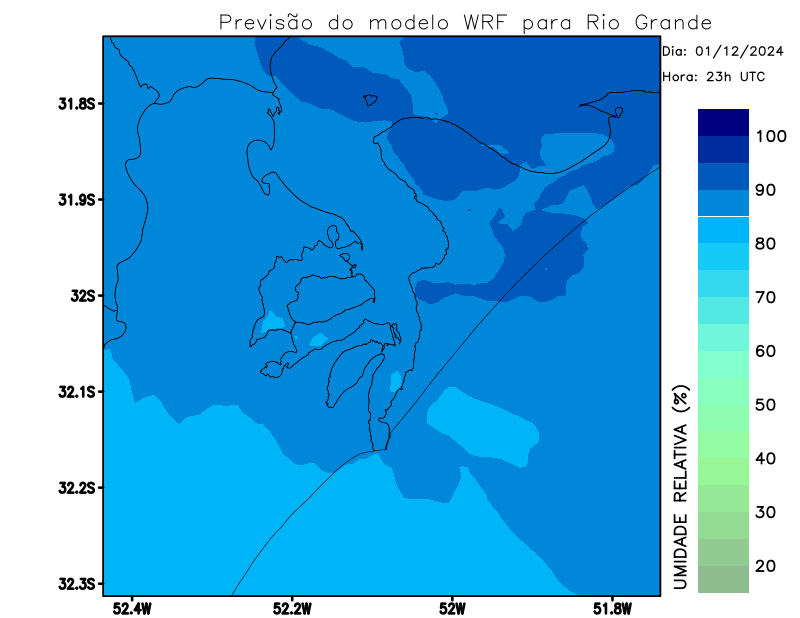 Previsão do modelo WRF para Rio Grande
Dia: 01/12/2024
Hora: 23h UTC
31.8S
31.9S
32S
32.1S
32.2S
32.3S
52.4W
52.2W
52W
51.8W
100
90
80
70
60
50
40
30
20
UMIDADE RELATIVA (%)